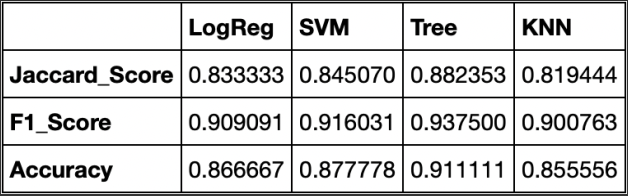 LogReg SVM Tree KNN
Jaccard_Score 0.833333 0.845070 0.882353 0.819444
F1_Score 0.909091 0.916031 0.937500 0.900763
Accuracy 0.866667 0.877778 0.911111 0.855556